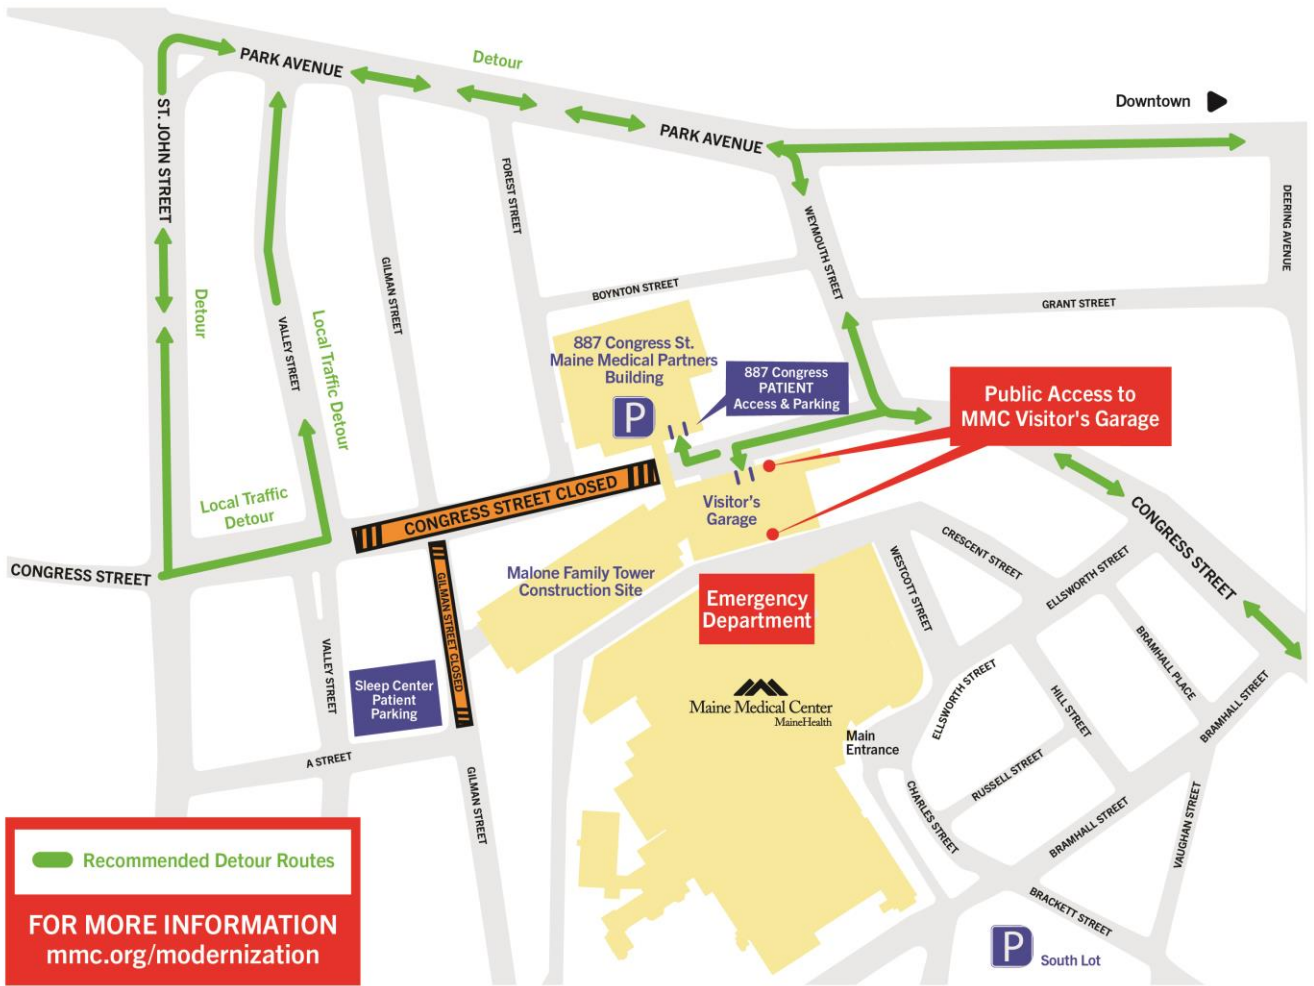 Detour
PARK AVENUE
Downtown
PARK AVENUE
ST. JOHN STREET
FOREST STREET
DEERING AVENUE
WEYMOUTH STREET
GILMAN STREET
BOYNTON STREET
GRANT STREET
Detour
VALLEY STREET
Local Traffic Detour
887 Congress St.
Maine Medical Partners
Building
P
887 Congress
PATIENT
Access & Parking
Public Access to
MMC Visitor's Garage
CONGRESS STREET CLOSED
Local Traffic
Detour
Visitor's
Garage
CONGRESS STREET
CONGRESS STREET
CRESCENT STREET
ELLSWORTH STREET
WESTCOTT STREET
Malone Family Tower
Construction Site
Emergency
Department
GILMAN STREET CLOSED
VALLEY STREET
Sleep Center
Patient
Parking
BRAMHALL PLACE
ELLSWORTH STREET
HILL STREET
BRAMHALL STREET
Maine Medical Center
MaineHealth
Main
Entrance
A STREET
GILMAN STREET
RUSSELL STREET
CHARLES STREET
BRAMHALL STREET
VAUGHAN STREET
BRACKETT STREET
P
South Lot
Recommended Detour Routes
FOR MORE INFORMATION
mmc.org/modernization